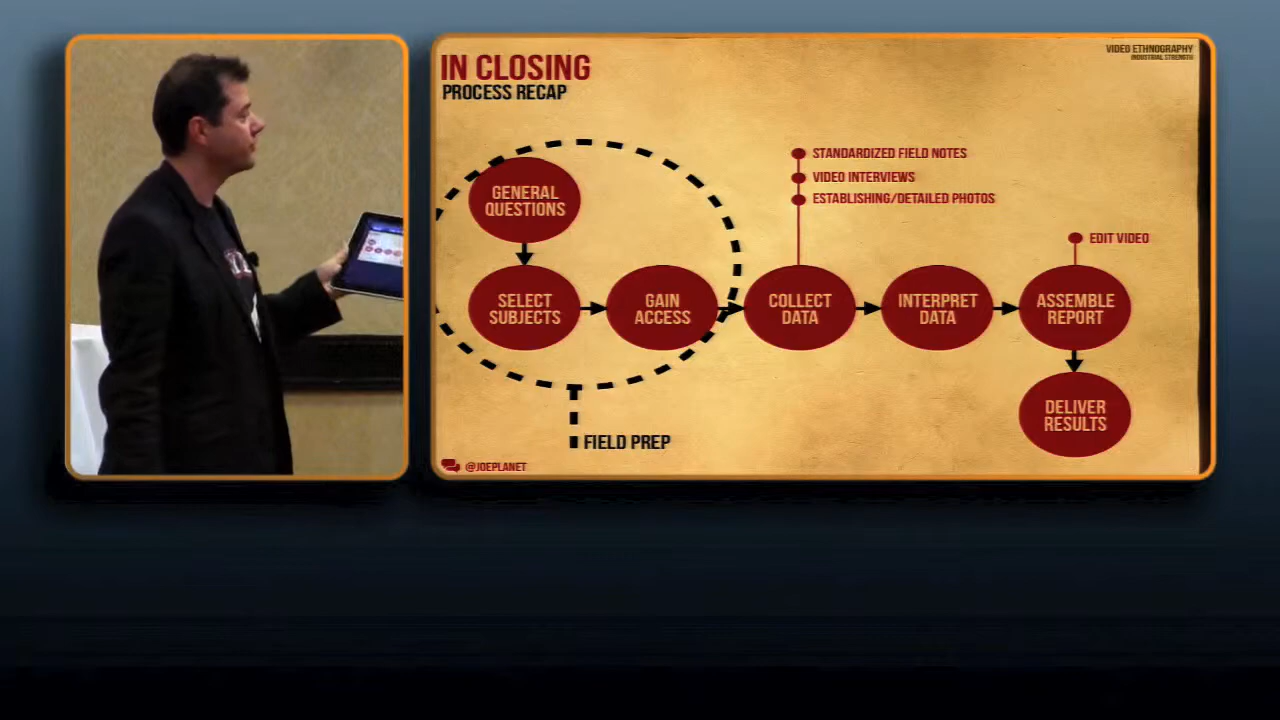 IN CLOSING
PROCESS RECAP
VIDEO ETHNOGRAPHY
INDUSTRIAL STRENGTH
GENERAL
QUESTIONS
SELECT
SUBJECTS
GAIN
ACCESS
FIELD PREP
STANDARDIZED FIELD NOTES
VIDEO INTERVIEWS
ESTABLISHING/DETAILED PHOTOS
COLLECT
DATA
INTERPRET
DATA
EDIT VIDEO
ASSEMBLE
REPORT
DELIVER
RESULTS
@JOEPLANET